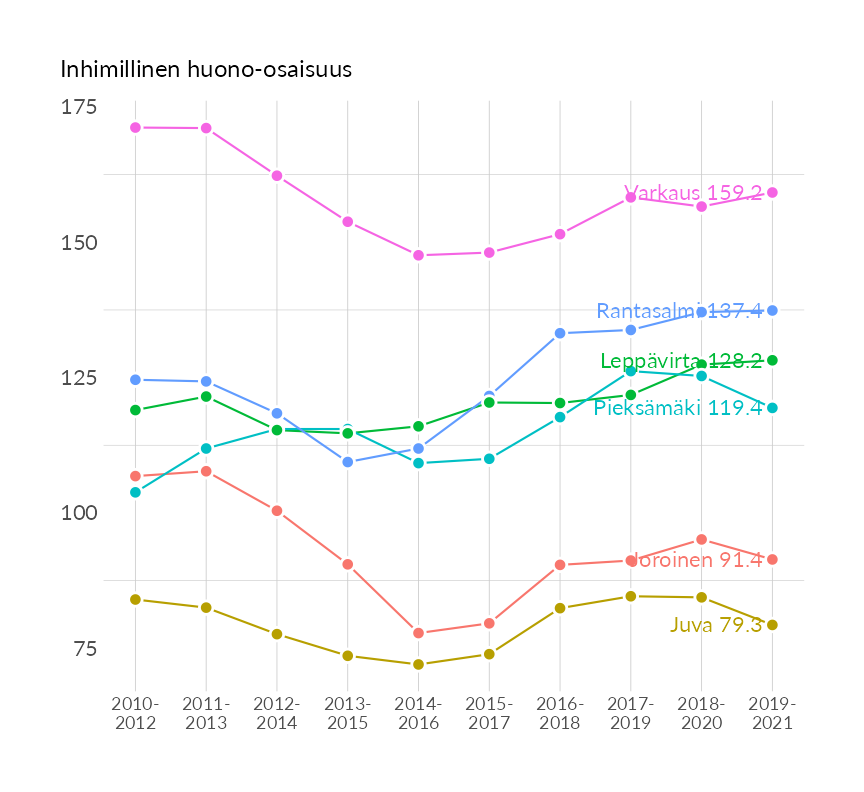 Inhimillinen huono-osaisuus
175
150
125
100
75
Varkaus 159.2
Rantasalmi 137.4
Leppävirta 128.2
Pieksämäki 119.4
Joroinen 91.4
Juva 79.3
2010-2012
2011-2013
2012-2014
2013-2015
2014-2016
2015-2017
2016-2018
2017-2019
2018-2020
2019-2021